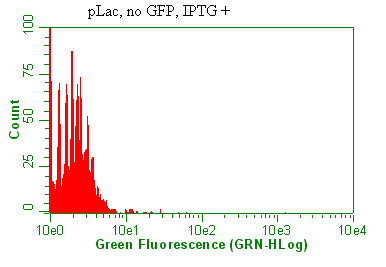 pLac, no GFP, IPTG +
100
75
50
25
0
Count
10e0 10e1 10e2 10e3 10e4
Green Fluorescence (GRN-HLog)